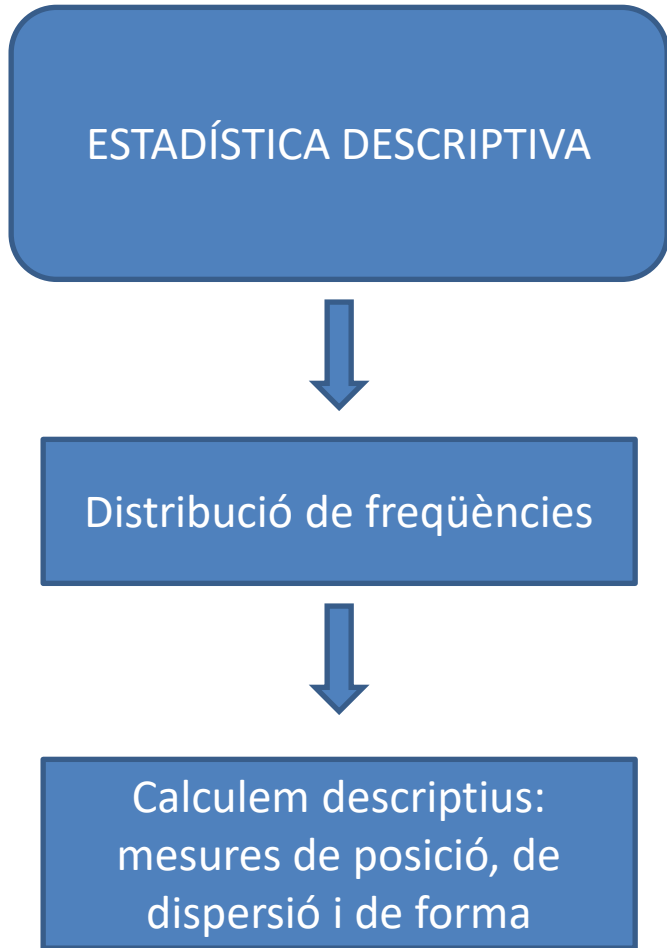 ESTADÍSTICA DESCRIPTIVA
Distribució de freqüències
Calculem descriptius:
mesures de posició, de
dispersió i de forma